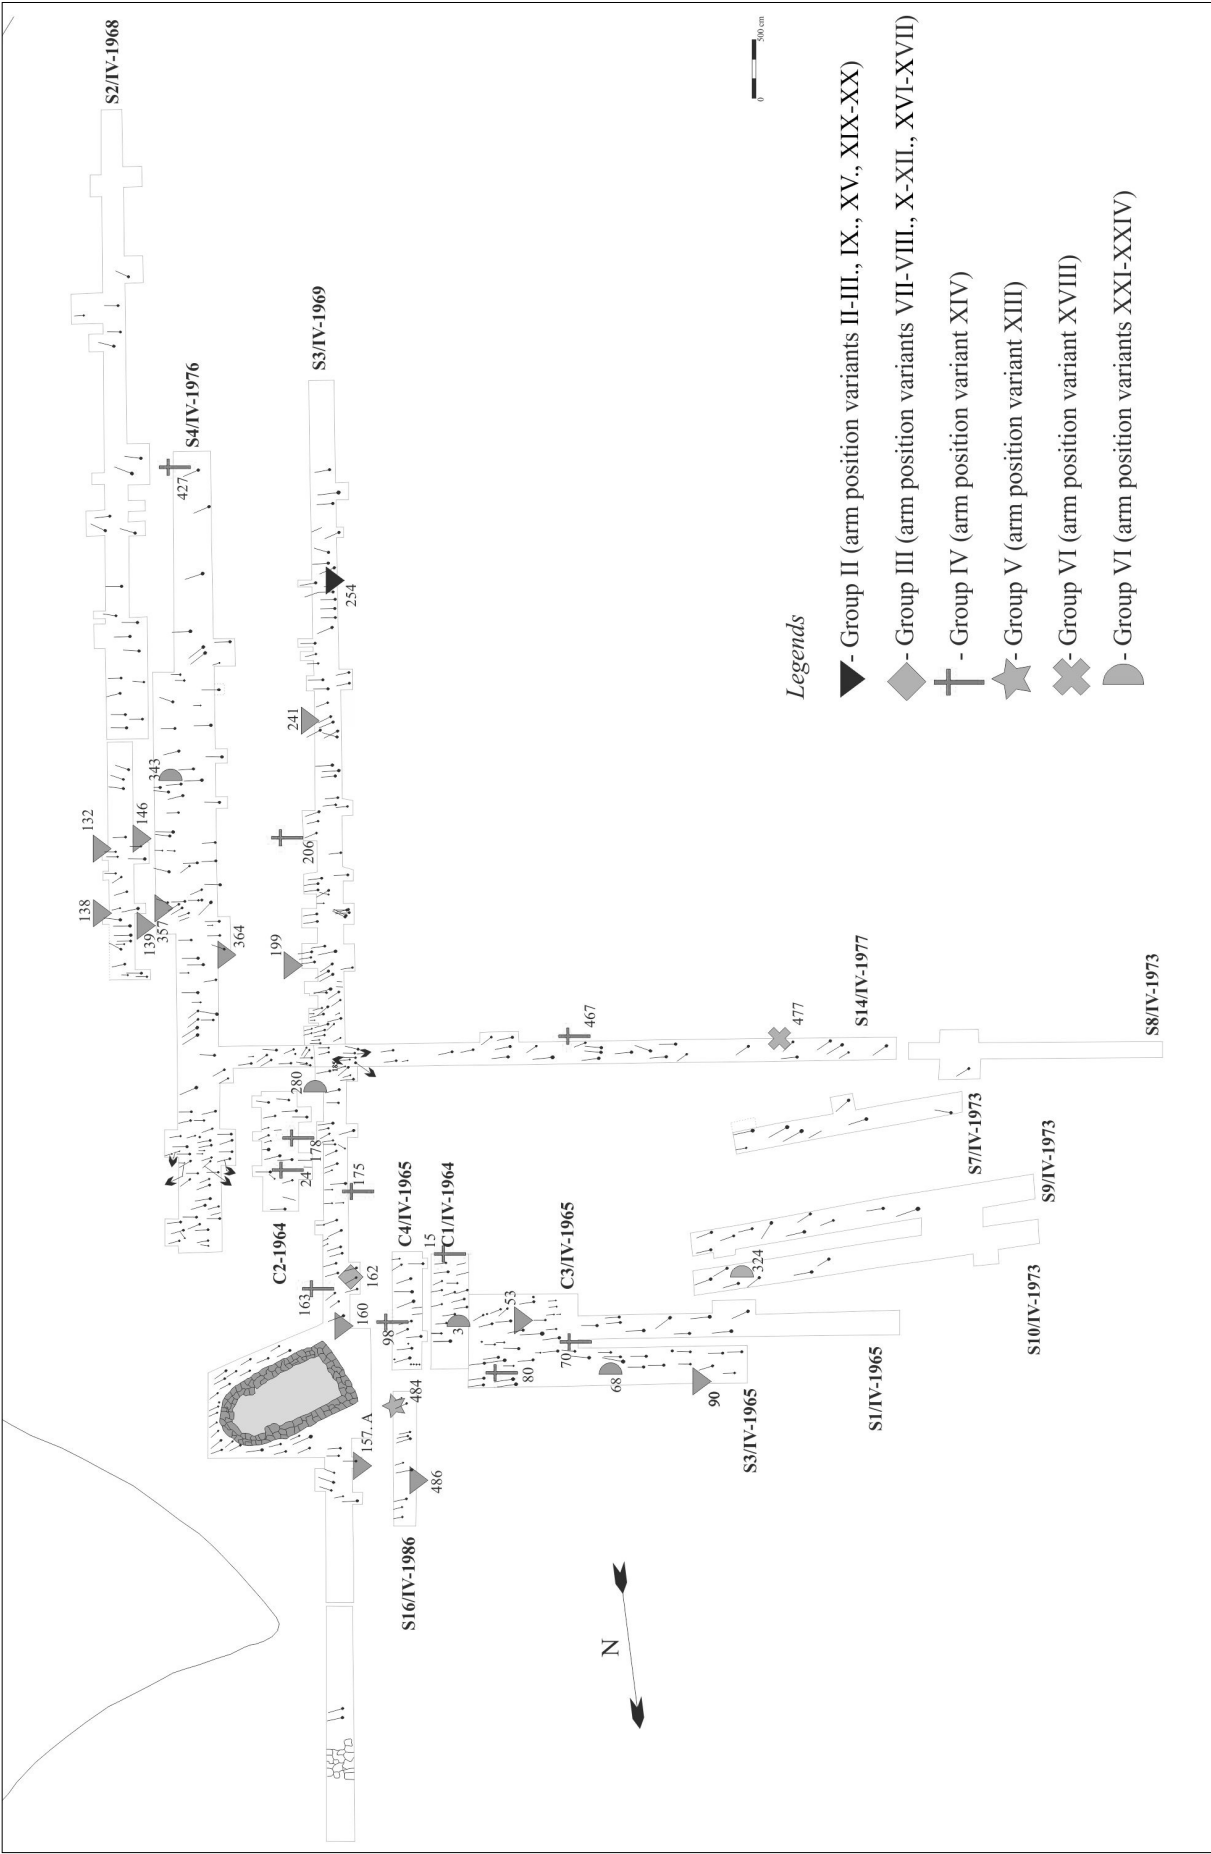 S2/IV-1968
S4/IV-1976
427
S3/IV-1969
254
241
343
132
146
206
138
139
357
364
199
S14/IV-1977
467
477
S8/IV-1973
280
178
24
175
C2-1964
S7/IV-1973
S9/IV-1973
C4/IV-1965
C1/IV-1964
15
C3/IV-1965
163
162
160
98
3
53
324
S10/IV-1973
70
80
68
90
S1/IV-1965
S3/IV-1965
484
157. A
486
S16/IV-1986
N
0
500 cm
Legends
- Group II (arm position variants II-III., IX., XV., XIX-XX)
- Group III (arm position variants VII-VIII., X-XII., XVI-XVII)
- Group IV (arm position variant XIV)
- Group V (arm position variant XIII)
- Group VI (arm position variant XVIII)
- Group VI (arm position variants XXI-XXIV)